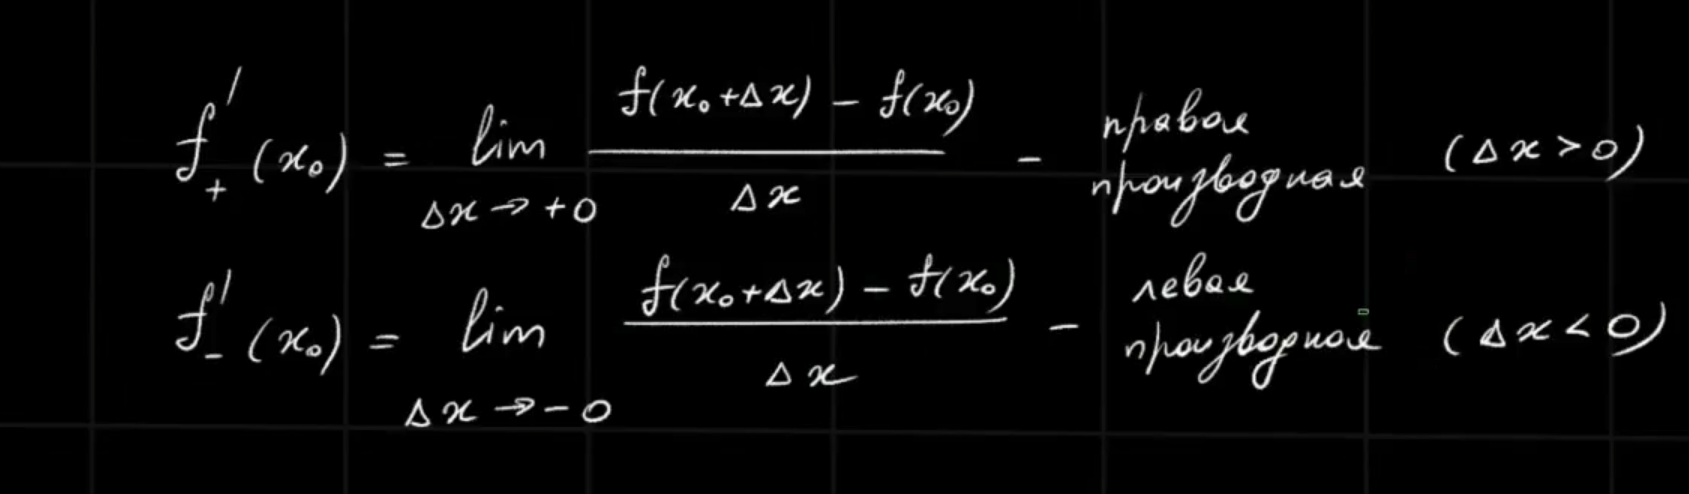 f'₊(x₀) = lim_{Δx→+0} (f(x₀+Δx) − f(x₀))/Δx − правая производная (Δx > 0)
f'₋(x₀) = lim_{Δx→−0} (f(x₀+Δx) − f(x₀))/Δx − левая производная (Δx < 0)